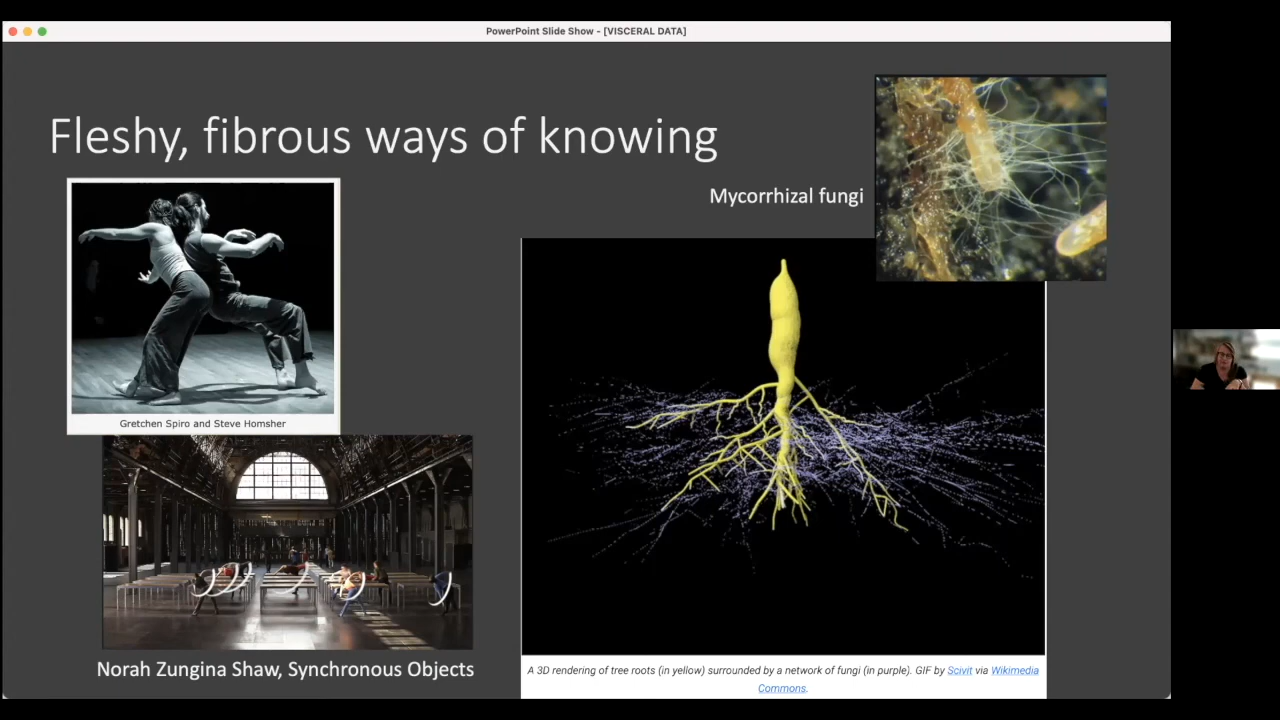 PowerPoint Slide Show - [VISCERAL DATA]
Fleshy, fibrous ways of knowing
Mycorrhizal fungi
Gretchen Spiro and Steve Homsher
Norah Zungina Shaw, Synchronous Objects
A 3D rendering of tree roots (in yellow) surrounded by a network of fungi (in purple). GIF by Scivit via Wikimedia
Commons.